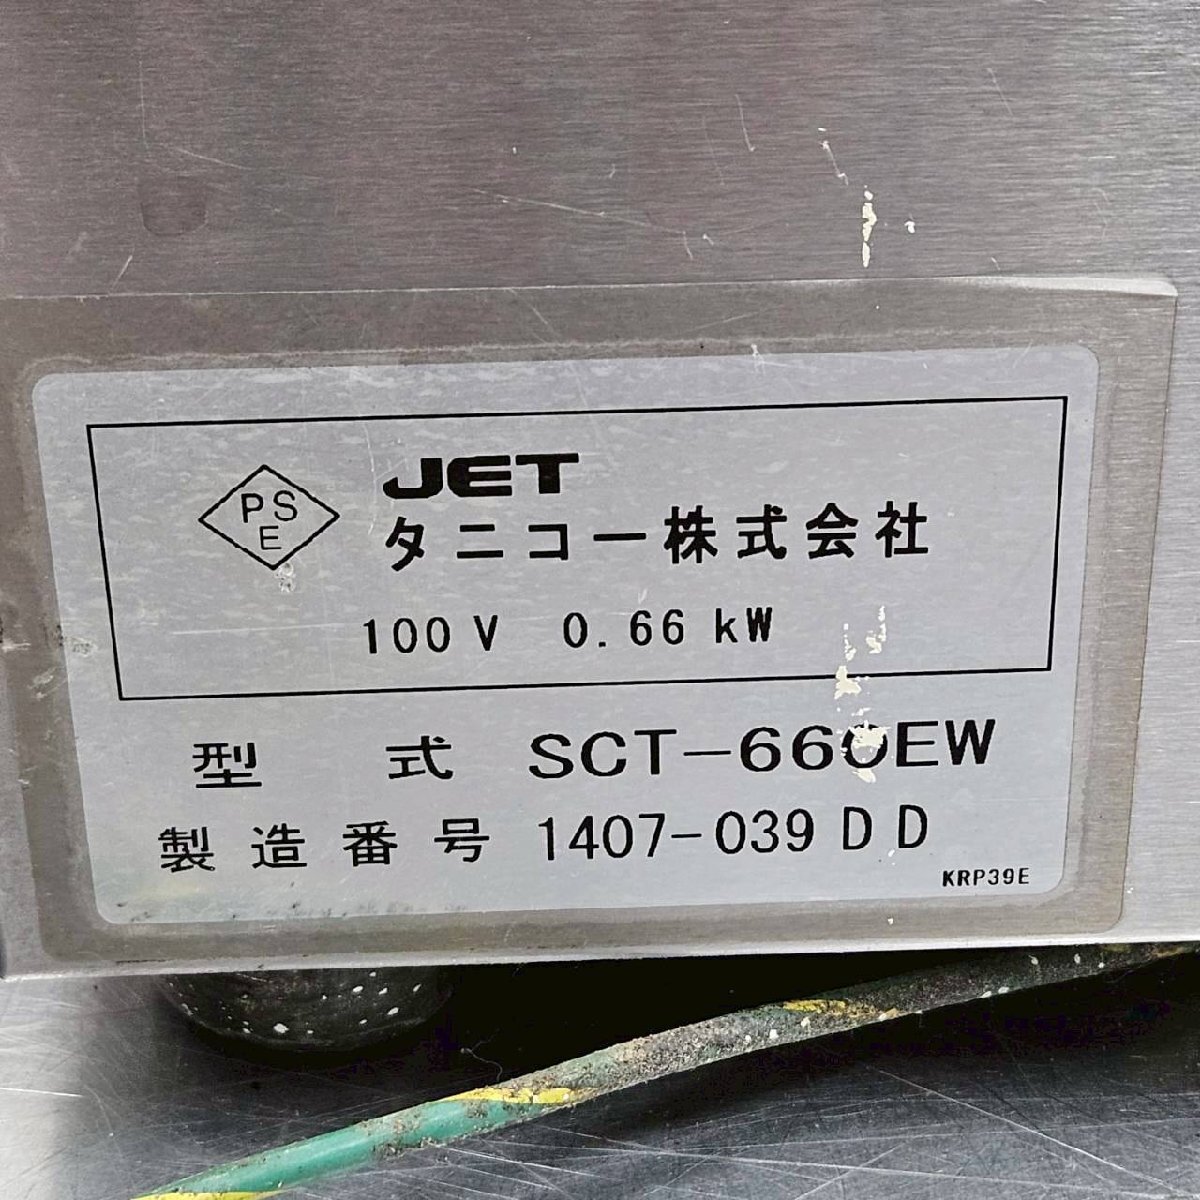 PS
E
JET
タニコー株式会社
100V 0.66kW
型式 SCT-660EW
製造番号 1407-039DD
KRP39E